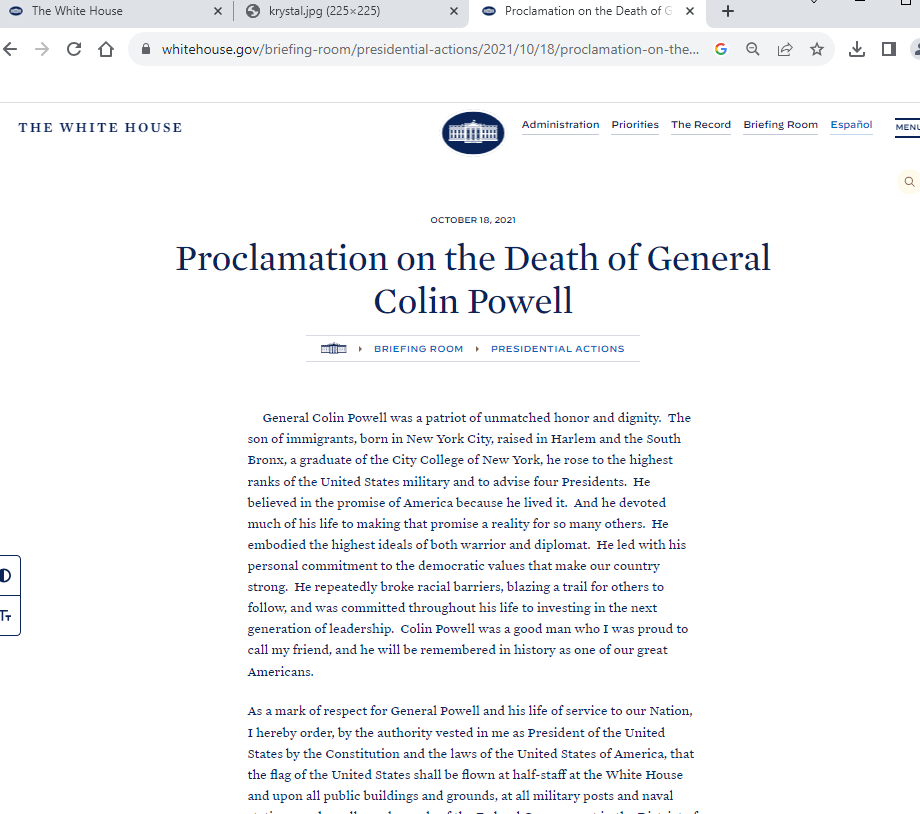 The White House
krystal.jpg (225×225)
Proclamation on the Death of G
whitehouse.gov/briefing-room/presidential-actions/2021/10/18/proclamation-on-the...
THE WHITE HOUSE
Administration Priorities The Record Briefing Room Español MENU
OCTOBER 18, 2021
Proclamation on the Death of General
Colin Powell
BRIEFING ROOM PRESIDENTIAL ACTIONS
General Colin Powell was a patriot of unmatched honor and dignity.  The
son of immigrants, born in New York City, raised in Harlem and the South
Bronx, a graduate of the City College of New York, he rose to the highest
ranks of the United States military and to advise four Presidents.  He
believed in the promise of America because he lived it.  And he devoted
much of his life to making that promise a reality for so many others.  He
embodied the highest ideals of both warrior and diplomat.  He led with his
personal commitment to the democratic values that make our country
strong.  He repeatedly broke racial barriers, blazing a trail for others to
follow, and was committed throughout his life to investing in the next
generation of leadership.  Colin Powell was a good man who I was proud to
call my friend, and he will be remembered in history as one of our great
Americans.
Tт
As a mark of respect for General Powell and his life of service to our Nation,
I hereby order, by the authority vested in me as President of the United
States by the Constitution and the laws of the United States of America, that
the flag of the United States shall be flown at half-staff at the White House
and upon all public buildings and grounds, at all military posts and naval